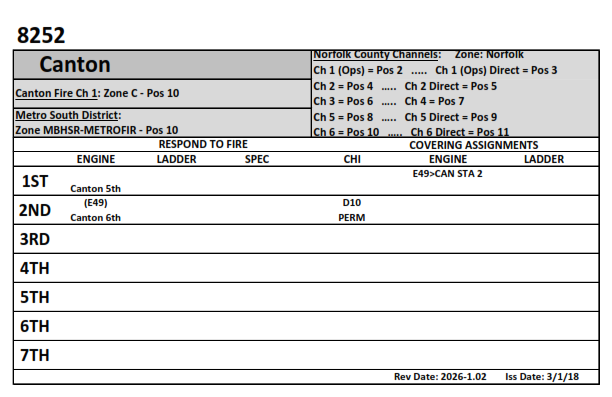 8252
Canton
Norfolk County Channels: Zone: Norfolk
Ch 1 (Ops) = Pos 2 ..... Ch 1 (Ops) Direct = Pos 3
Canton Fire Ch 1: Zone C - Pos 10
Ch 2 = Pos 4 ..... Ch 2 Direct = Pos 5
Ch 3 = Pos 6 ..... Ch 4 = Pos 7
Metro South District:
Zone MBHSR-METROFIR - Pos 10
Ch 5 = Pos 8 ..... Ch 5 Direct = Pos 9
Ch 6 = Pos 10 ..... Ch 6 Direct = Pos 11
RESPOND TO FIRE COVERING ASSIGNMENTS
ENGINE LADDER SPEC CHI ENGINE LADDER
1ST E49>CAN STA 2
Canton 5th
2ND (E49) D10
Canton 6th PERM
3RD
4TH
5TH
6TH
7TH
Rev Date: 2026-1.02 Iss Date: 3/1/18